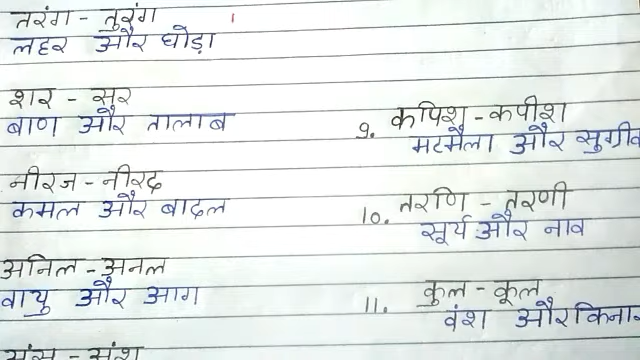 तरंग - तुरंग
लहर और घोड़ा
शर - सर
बाण और तालाब
नीरज - नीरद
कमल और बादल
अनिल - अनल
वायु और आग
9. कपिश - कपीश
मटमैला और सुग्रीव
10. तरणि - तरणी
सूर्य और नाव
11. कुल - कूल
वंश और